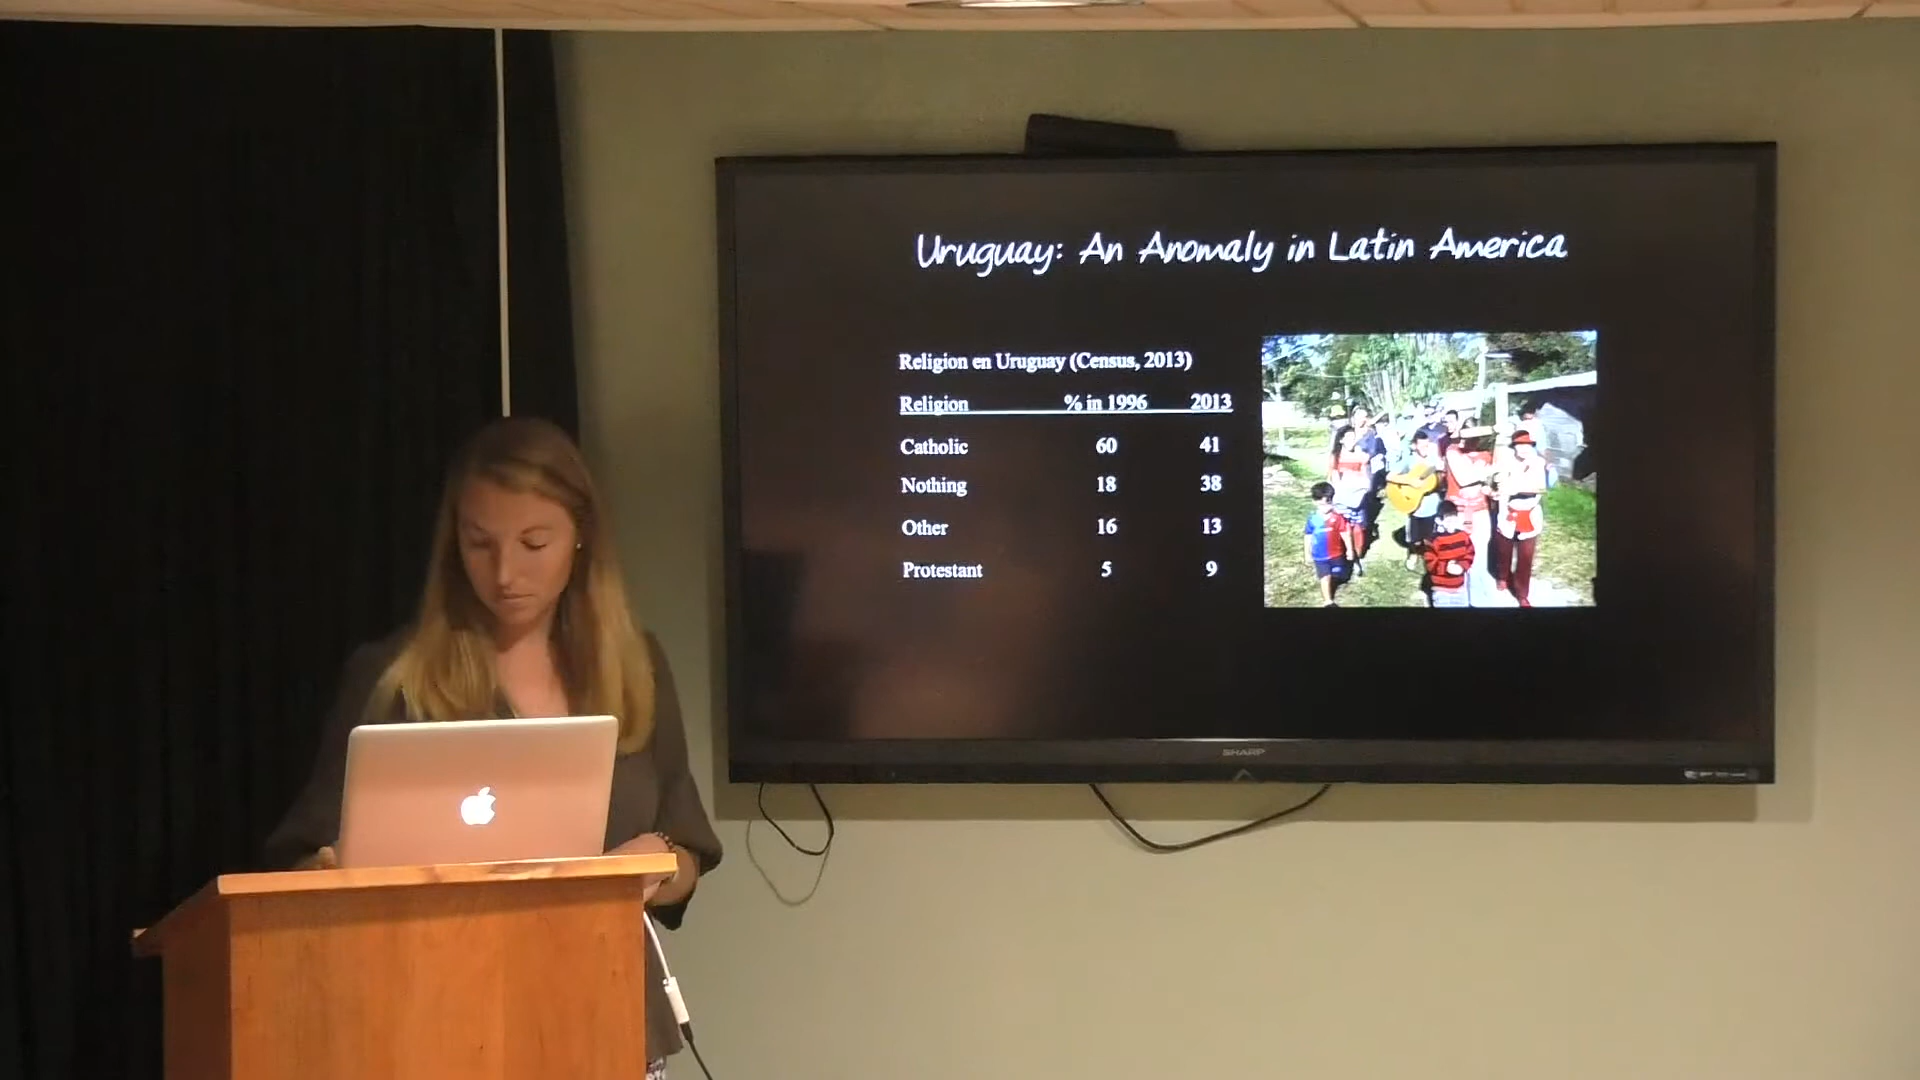 Uruguay: An Anomaly in Latin America
Religion en Uruguay (Census, 2013)
Religion % in 1996 2013
Catholic 60 41
Nothing 18 38
Other 16 13
Protestant 5 9
SHARP